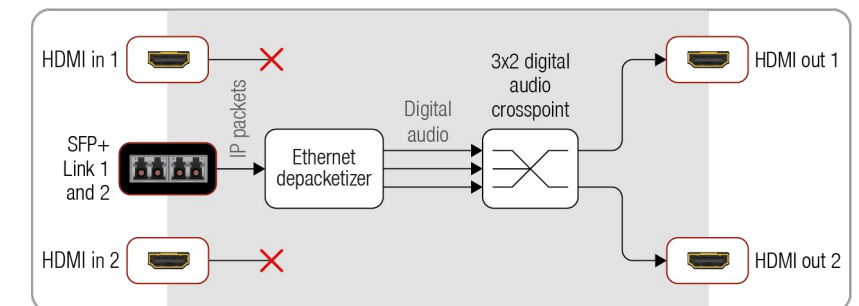 HDMI in 1
SFP+
Link 1
and 2
HDMI in 2
IP packets
Ethernet
depacketizer
Digital
audio
3x2 digital
audio
crosspoint
HDMI out 1
HDMI out 2